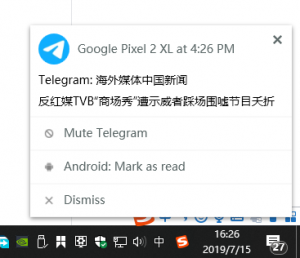 Google Pixel 2 XL at 4:26 PM
Telegram: 海外媒体中国新闻
反红媒TVB“商场秀”遭示威者踩场围嘘节目夭折
Mute Telegram
Android: Mark as read
Dismiss
中
16:26
2019/7/15
27